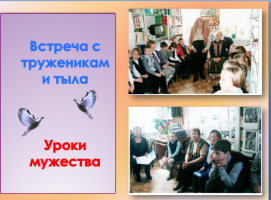 Встреча с
труженикам
и тыла
Уроки
мужества